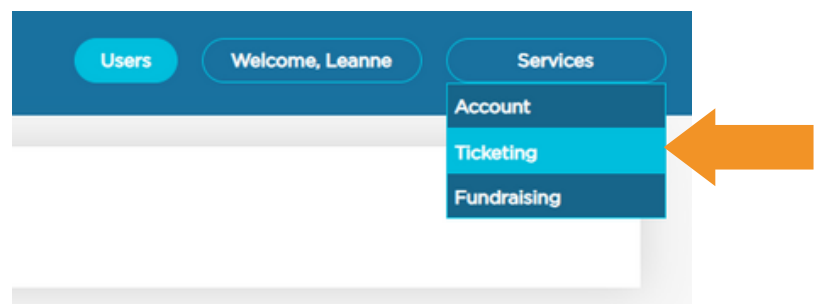 Users Welcome, Leanne Services
Account
Ticketing
Fundraising